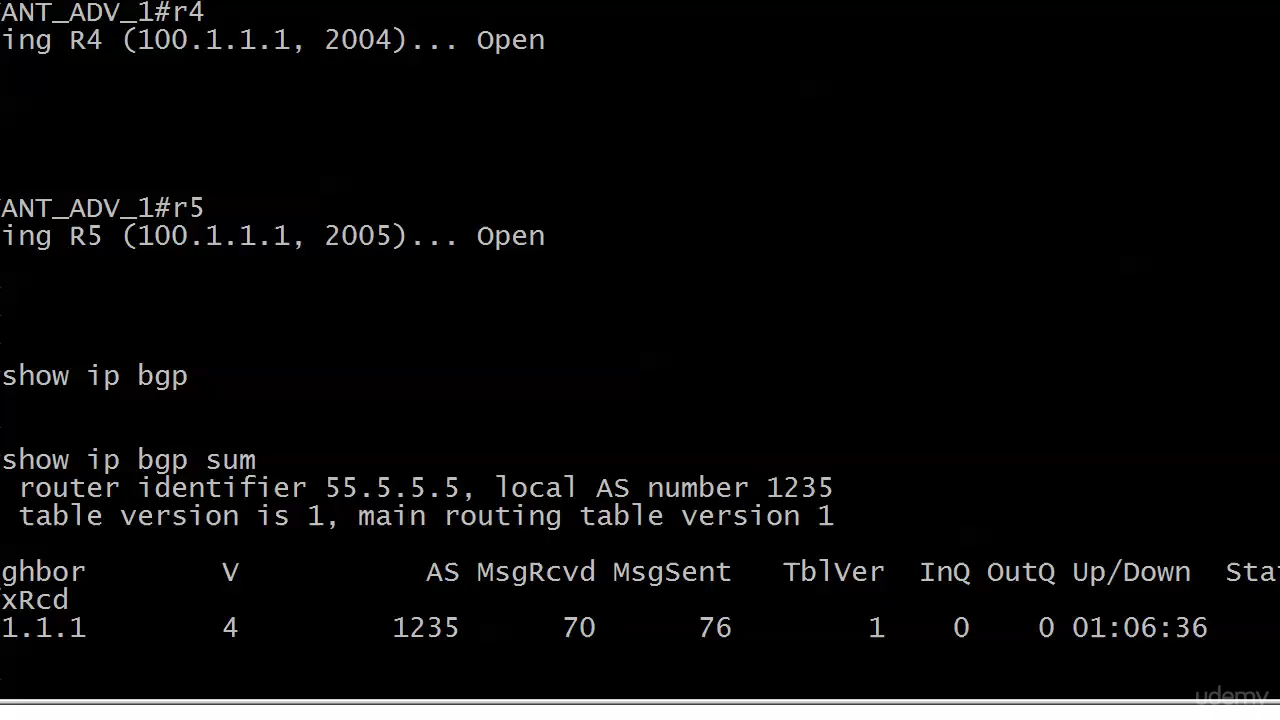 ANT_ADV_1#r4
ing R4 (100.1.1.1, 2004)... Open
ANT_ADV_1#r5
ing R5 (100.1.1.1, 2005)... Open
show ip bgp
show ip bgp sum
router identifier 55.5.5.5, local AS number 1235
table version is 1, main routing table version 1
ghbor V AS MsgRcvd MsgSent TblVer InQ OutQ Up/Down Stat
xRcd
1.1.1 4 1235 70 76 1 0 0 01:06:36
udemy